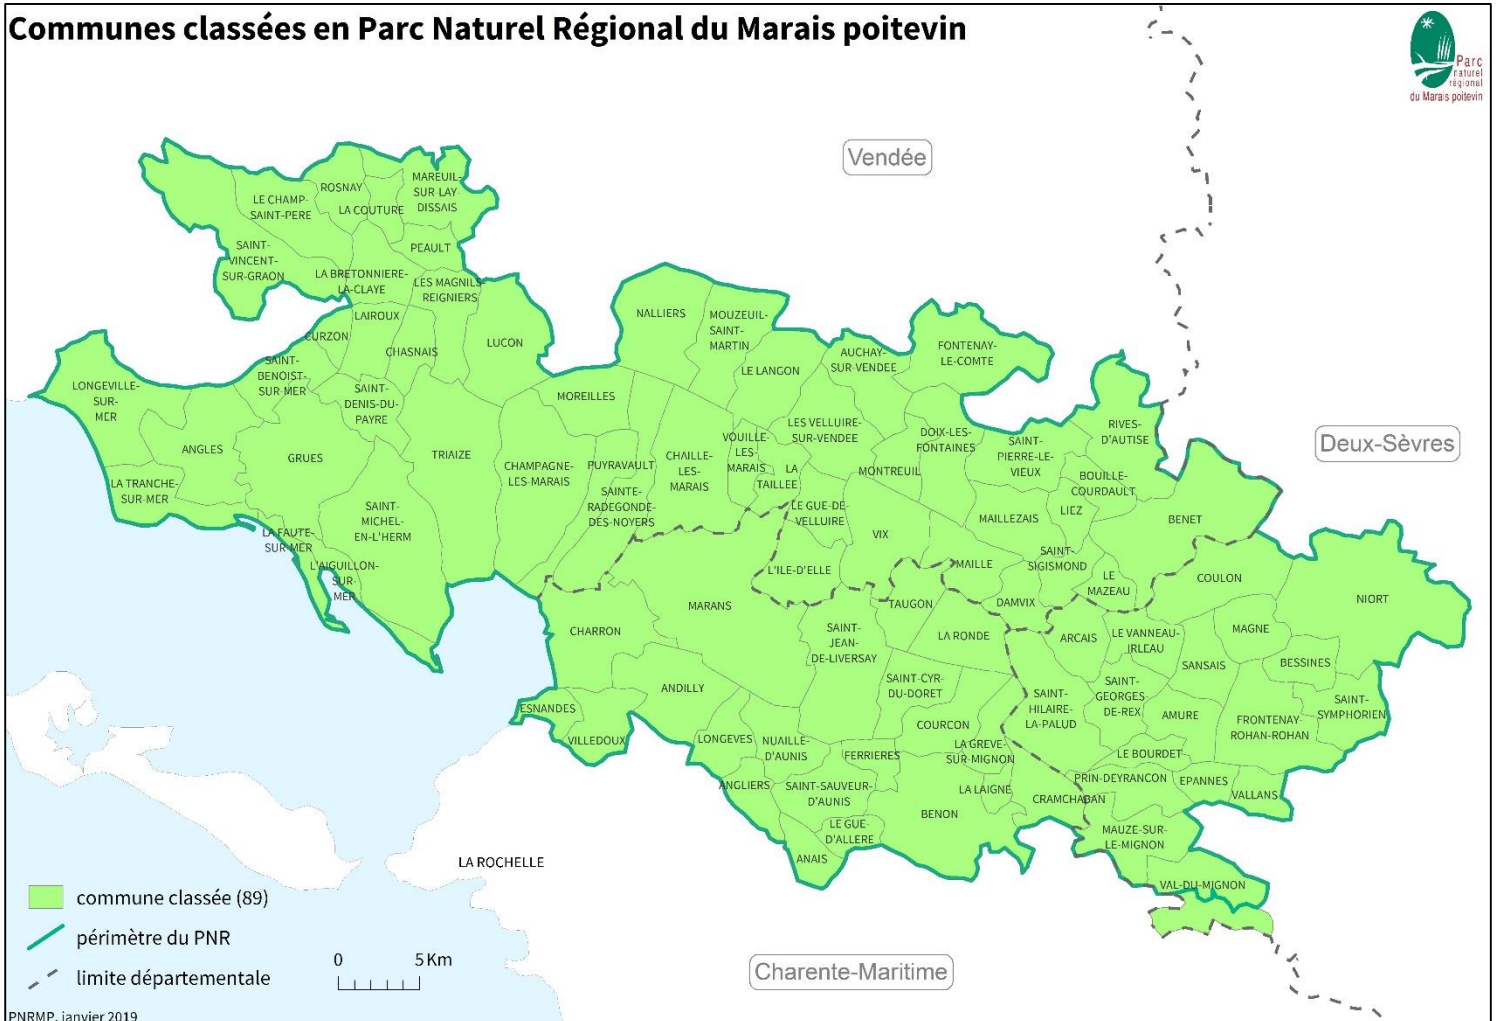 Communes classées en Parc Naturel Régional du Marais poitevin
Parc
naturel
régional
du Marais poitevin
Vendée
Deux-Sèvres
Charente-Maritime
MAREUIL-
SUR-LAY-
DISSAIS
ROSNAY
LE CHAMP-
SAINT-PERE
LA COUTURE
PEAULT
SAINT-
VINCENT-
SUR-GRAON
LA BRETONNIERE-
LA-CLAYE
LES MAGNILS-
REIGNIERS
LAIROUX
CURZON
CHASNAIS
LUCON
NALLIERS
MOUZEUIL-
SAINT-
MARTIN
LE LANGON
AUCHAY-
SUR-VENDEE
FONTENAY-
LE-COMTE
SAINT-
BENOIST-
SUR-MER
LONGEVILLE-
SUR-
MER
SAINT-
DENIS-DU-
PAYRE
MOREILLES
ANGLES
GRUES
TRIAIZE
LA TRANCHE-
SUR-MER
CHAMPAGNE-
LES-MARAIS
PUYRAVAULT
CHAILLE-
LES-
MARAIS
VOUILLE-
LES-
MARAIS
LA
TAILLEE
LES VELLUIRE-
SUR-VENDEE
DOIX-LES-
FONTAINES
MONTREUIL
SAINT-
PIERRE-LE-
VIEUX
RIVES-
D'AUTISE
BOUILLE-
COURDAULT
SAINTE-
RADEGONDE-
DES-NOYERS
LE GUE-DE-
VELLUIRE
VIX
MAILLEZAIS
LIEZ
BENET
SAINT-
MICHEL-
EN-L'HERM
LA FAUTE-
SUR-MER
L'AIGUILLON-
SUR-
MER
L'ILE-D'ELLE
MAILLE
SAINT-
SIGISMOND
LE
MAZEAU
COULON
NIORT
DAMVIX
MARANS
TAUGON
CHARRON
SAINT-
JEAN-
DE-LIVERSAY
LA RONDE
ARCAIS
LE VANNEAU-
IRLEAU
MAGNE
SANSAIS
BESSINES
ANDILLY
SAINT-CYR-
DU-DORET
SAINT-
HILAIRE-
LA-PALUD
SAINT-
GEORGES-
DE-REX
AMURE
FRONTENAY-
ROHAN-ROHAN
SAINT-
SYMPHORIEN
ESNANDES
VILLEDOUX
LONGEVES
NUAILLE-
D'AUNIS
FERRIERES
COURCON
LA GREVE-
SUR-MIGNON
LE BOURDET
ANGLIERS
SAINT-SAUVEUR-
D'AUNIS
LA LAIGNE
CRAMCHABAN
PRIN-DEYRANCON
EPANNES
VALLANS
BENON
LE GUE-
D'ALLERE
ANAIS
MAUZE-SUR-
LE-MIGNON
VAL-DU-MIGNON
LA ROCHELLE
commune classée (89)
périmètre du PNR
limite départementale
0 5 Km
PNRMP, janvier 2019